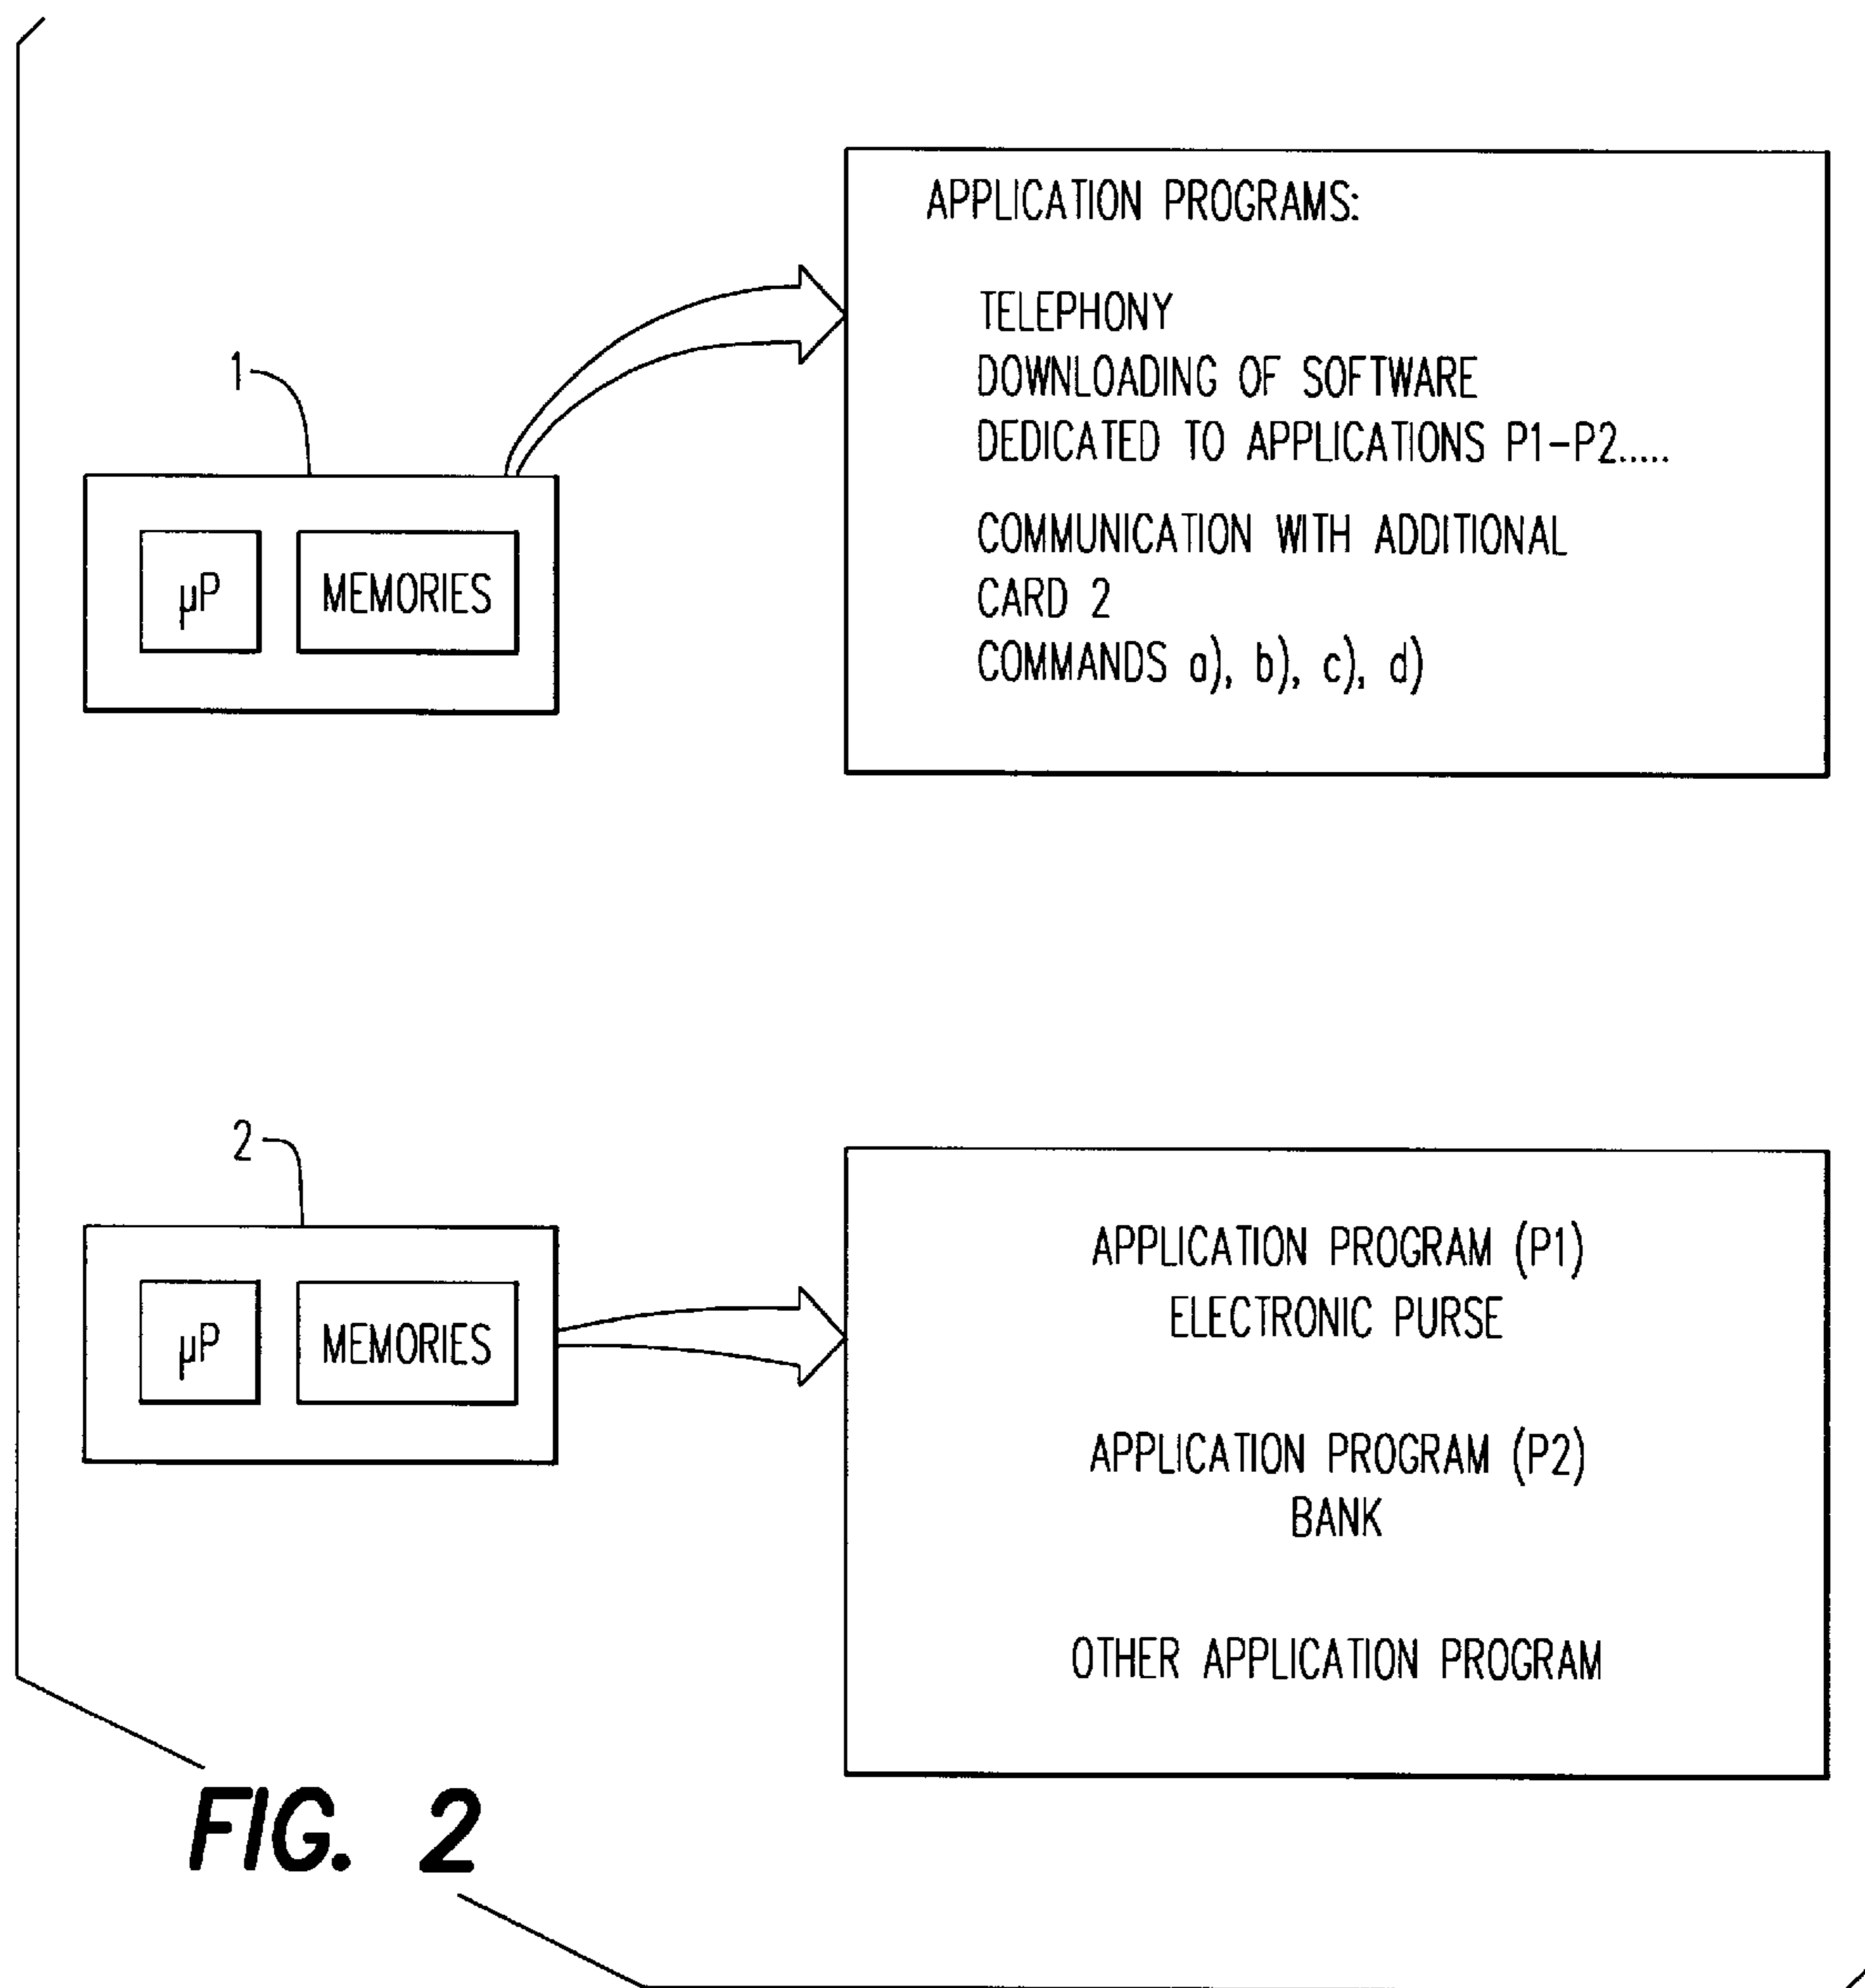 APPLICATION PROGRAMS:
TELEPHONY
DOWNLOADING OF SOFTWARE
DEDICATED TO APPLICATIONS P1-P2.....
COMMUNICATION WITH ADDITIONAL
CARD 2
COMMANDS a), b), c), d)
1
µP
MEMORIES
2
µP
MEMORIES
APPLICATION PROGRAM (P1)
ELECTRONIC PURSE
APPLICATION PROGRAM (P2)
BANK
OTHER APPLICATION PROGRAM
FIG. 2